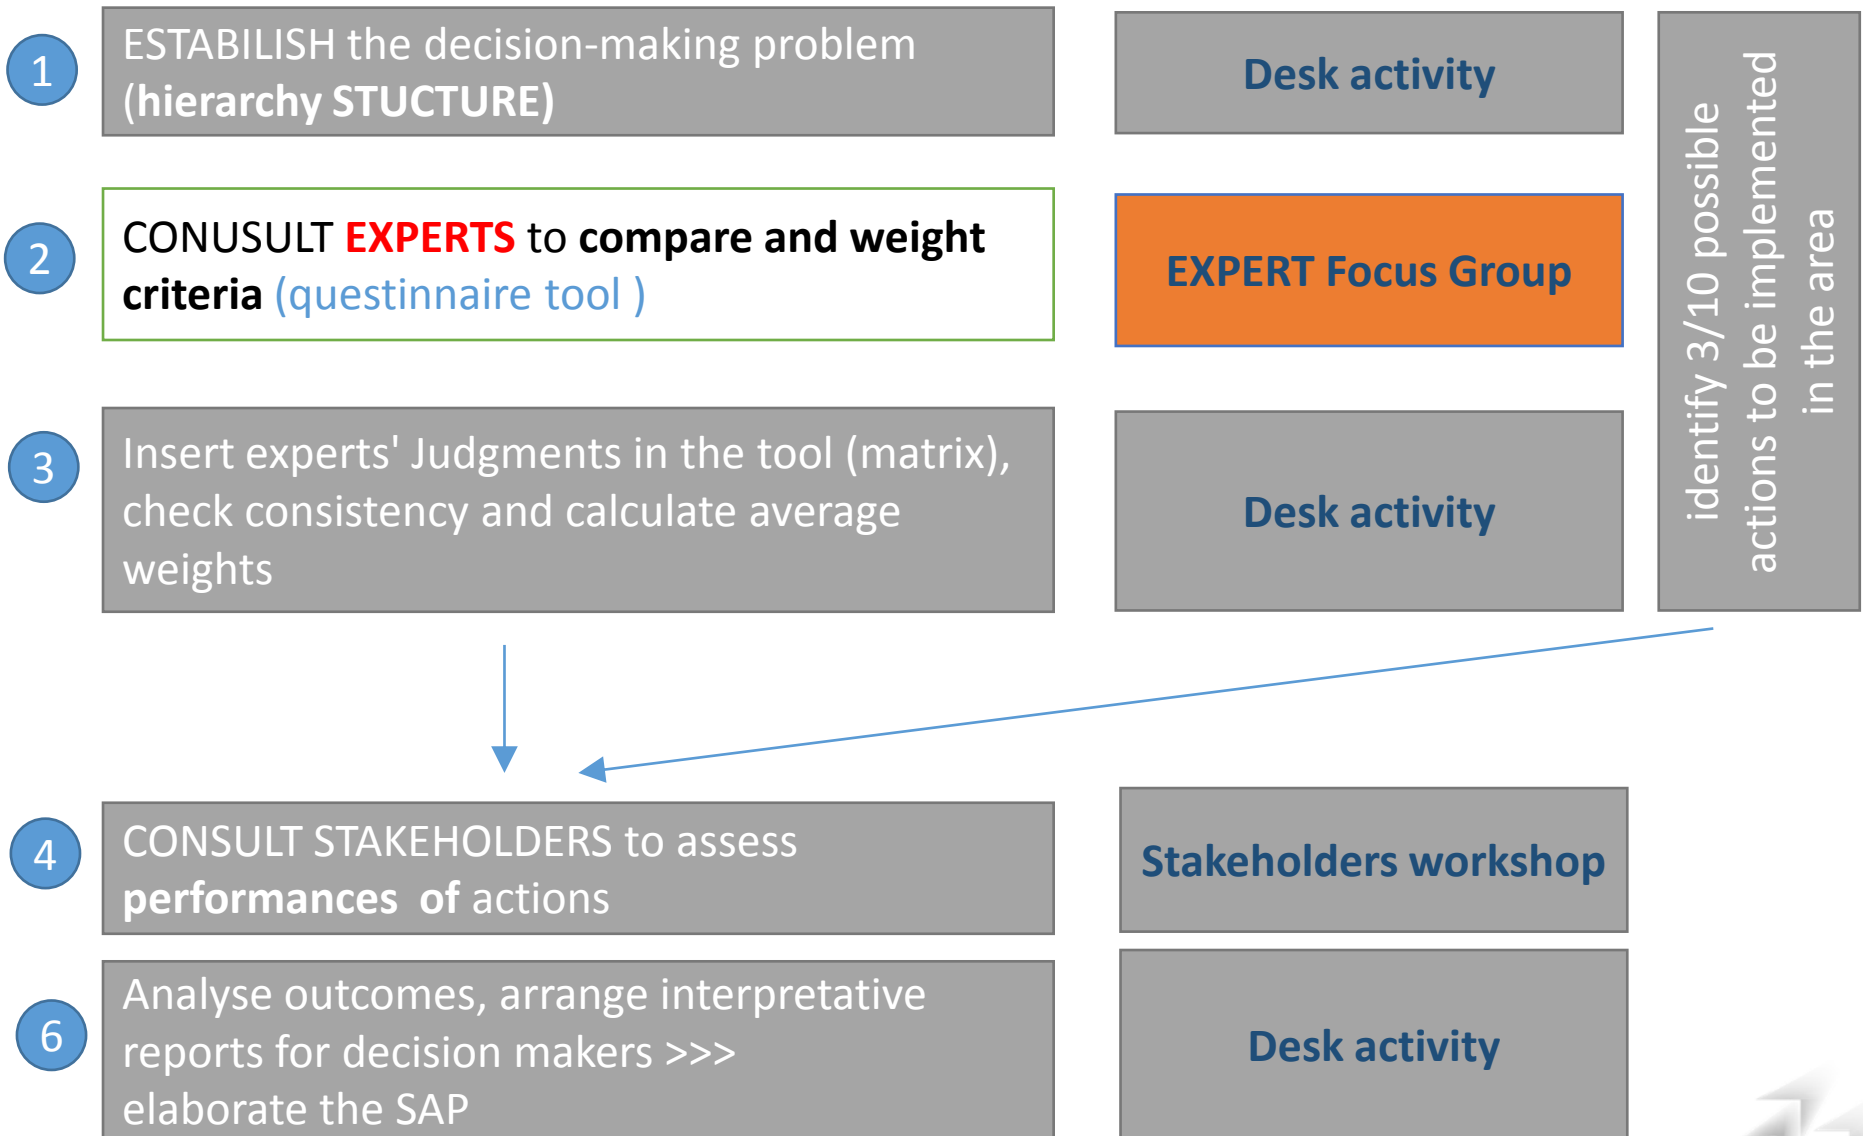 1
ESTABILISH the decision-making problem
(hierarchy STUCTURE)
Desk activity
2
CONUSULT EXPERTS to compare and weight
criteria (questinnaire tool )
EXPERT Focus Group
3
Insert experts' Judgments in the tool (matrix),
check consistency and calculate average
weights
Desk activity
identify 3/10 possible
actions to be implemented
in the area
4
CONSULT STAKEHOLDERS to assess
performances  of actions
Stakeholders workshop
6
Analyse outcomes, arrange interpretative
reports for decision makers >>>
elaborate the SAP
Desk activity